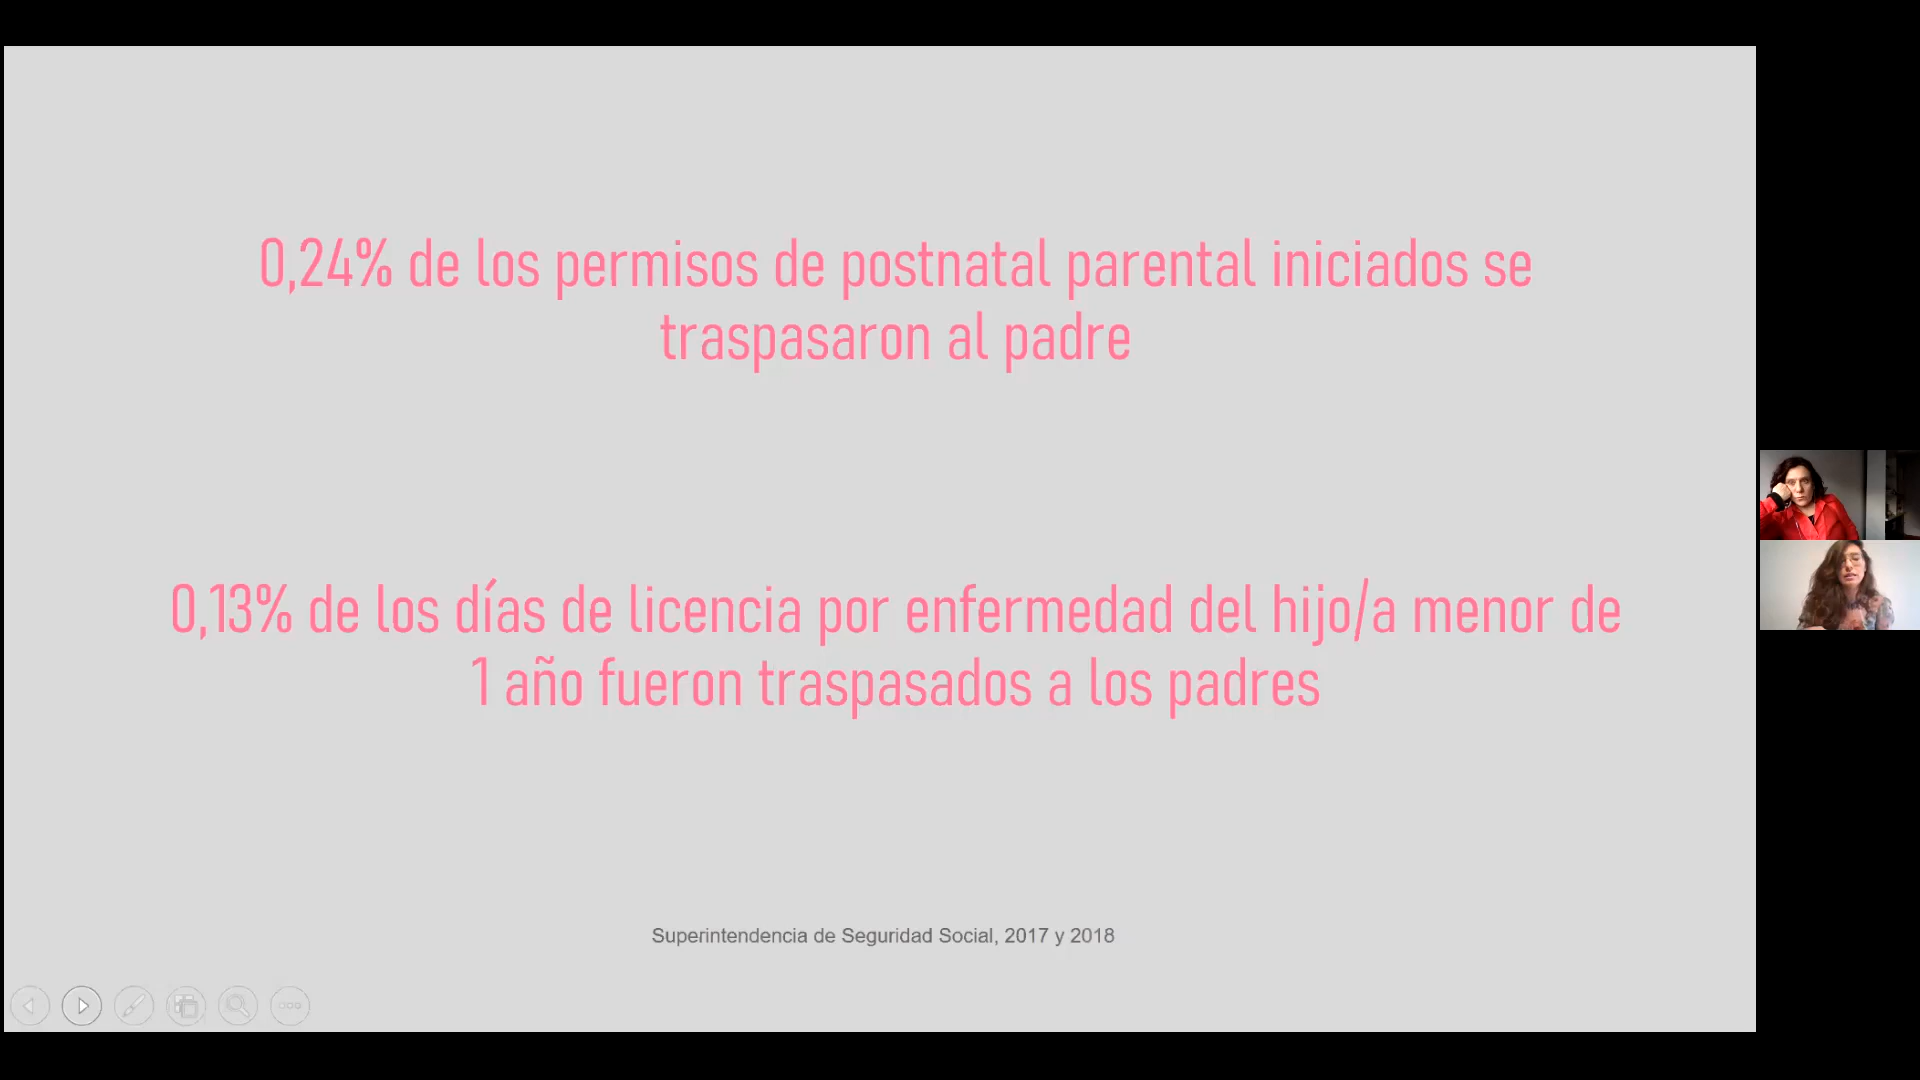 0,24% de los permisos de postnatal parental iniciados se
traspasaron al padre
0,13% de los días de licencia por enfermedad del hijo/a menor de
1 año fueron traspasados a los padres
Superintendencia de Seguridad Social, 2017 y 2018